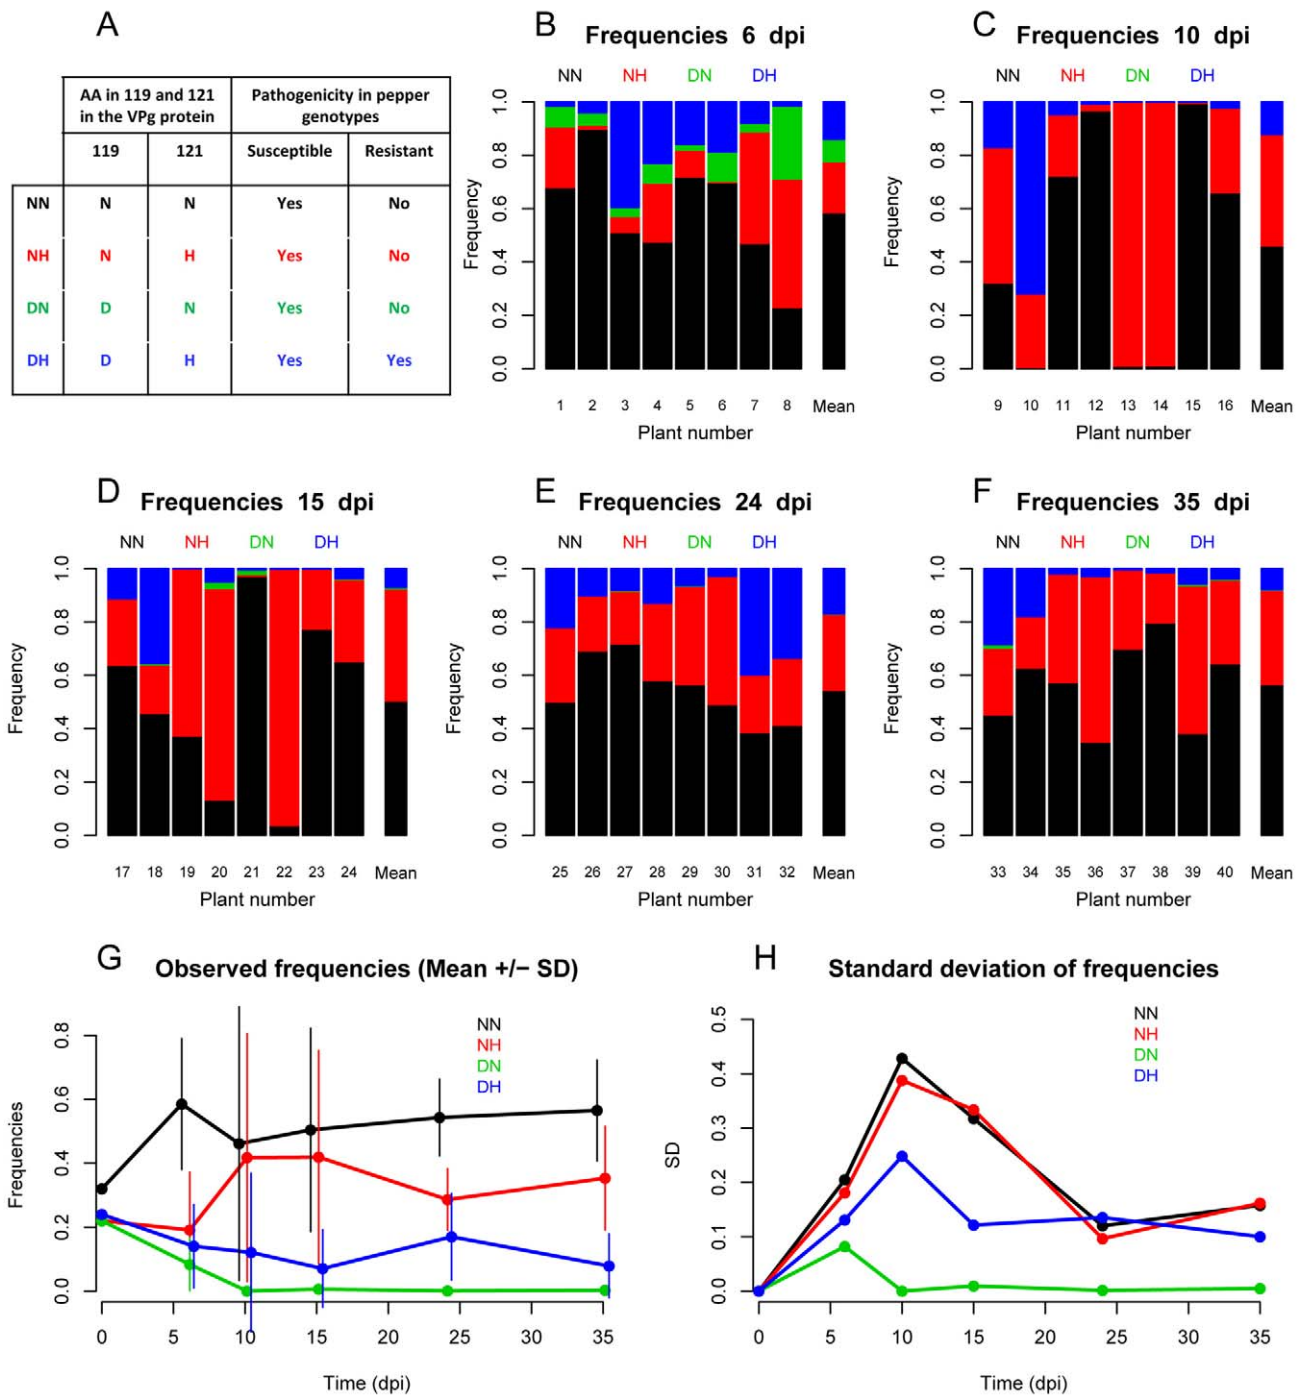 A
AA in 119 and 121
in the VPg protein
Pathogenicity in pepper
genotypes
119 121 Susceptible Resistant
NN N N Yes No
NH N H Yes No
DN D N Yes No
DH D H Yes Yes
B Frequencies 6 dpi
NN NH DN DH
Frequency
0.0 0.2 0.4 0.6 0.8 1.0
1 2 3 4 5 6 7 8 Mean
Plant number
C Frequencies 10 dpi
NN NH DN DH
Frequency
0.0 0.2 0.4 0.6 0.8 1.0
9 10 11 12 13 14 15 16 Mean
Plant number
D Frequencies 15 dpi
NN NH DN DH
Frequency
0.0 0.2 0.4 0.6 0.8 1.0
17 18 19 20 21 22 23 24 Mean
Plant number
E Frequencies 24 dpi
NN NH DN DH
Frequency
0.0 0.2 0.4 0.6 0.8 1.0
25 26 27 28 29 30 31 32 Mean
Plant number
F Frequencies 35 dpi
NN NH DN DH
Frequency
0.0 0.2 0.4 0.6 0.8 1.0
33 34 35 36 37 38 39 40 Mean
Plant number
G Observed frequencies (Mean +/− SD)
NN
NH
DN
DH
Frequencies
0.0 0.2 0.4 0.6 0.8
0 5 10 15 20 25 30 35
Time (dpi)
H Standard deviation of frequencies
NN
NH
DN
DH
SD
0.0 0.1 0.2 0.3 0.4 0.5
0 5 10 15 20 25 30 35
Time (dpi)